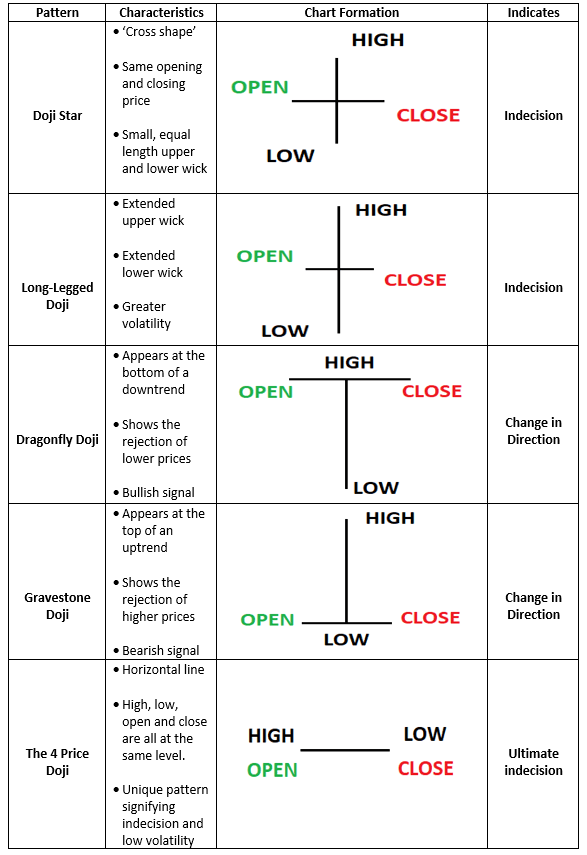 Pattern Characteristics Chart Formation Indicates
Doji Star
• ‘Cross shape’
• Same opening
and closing
price
• Small, equal
length upper
and lower wick
HIGH
OPEN
CLOSE
LOW
Indecision
Long-Legged
Doji
• Extended
upper wick
• Extended
lower wick
• Greater
volatility
HIGH
OPEN
CLOSE
LOW
Indecision
Dragonfly Doji
• Appears at the
bottom of a
downtrend
• Shows the
rejection of
lower prices
• Bullish signal
HIGH
OPEN CLOSE
LOW
Change in
Direction
Gravestone
Doji
• Appears at the
top of an
uptrend
• Shows the
rejection of
higher prices
• Bearish signal
HIGH
OPEN CLOSE
LOW
Change in
Direction
The 4 Price
Doji
• Horizontal line
• High, low,
open and close
are all at the
same level.
• Unique pattern
signifying
indecision and
low volatility
HIGH LOW
OPEN CLOSE
Ultimate
indecision